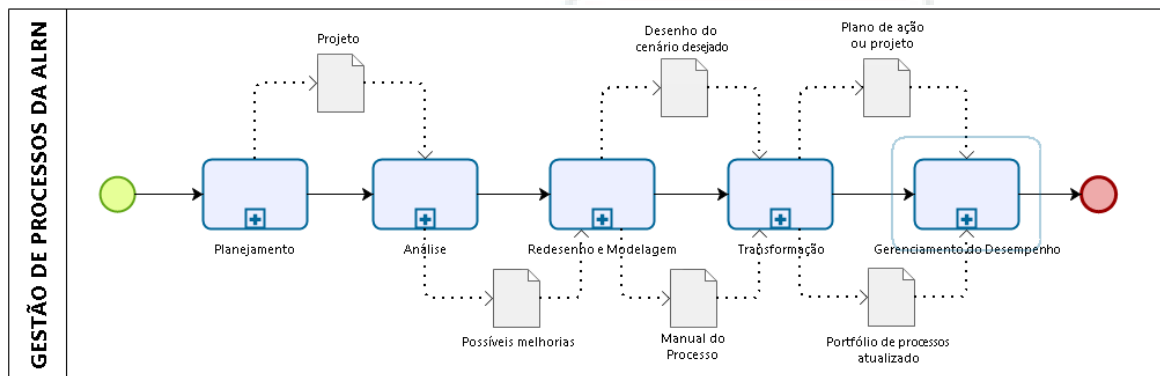 GESTÃO DE PROCESSOS DA ALRN
Projeto
Desenho do
cenário desejado
Plano de ação
ou projeto
Planejamento
Análise
Redesenho e Modelagem
Transformação
Gerenciamento do Desempenho
Possíveis melhorias
Manual do
Processo
Portfólio de processos
atualizado